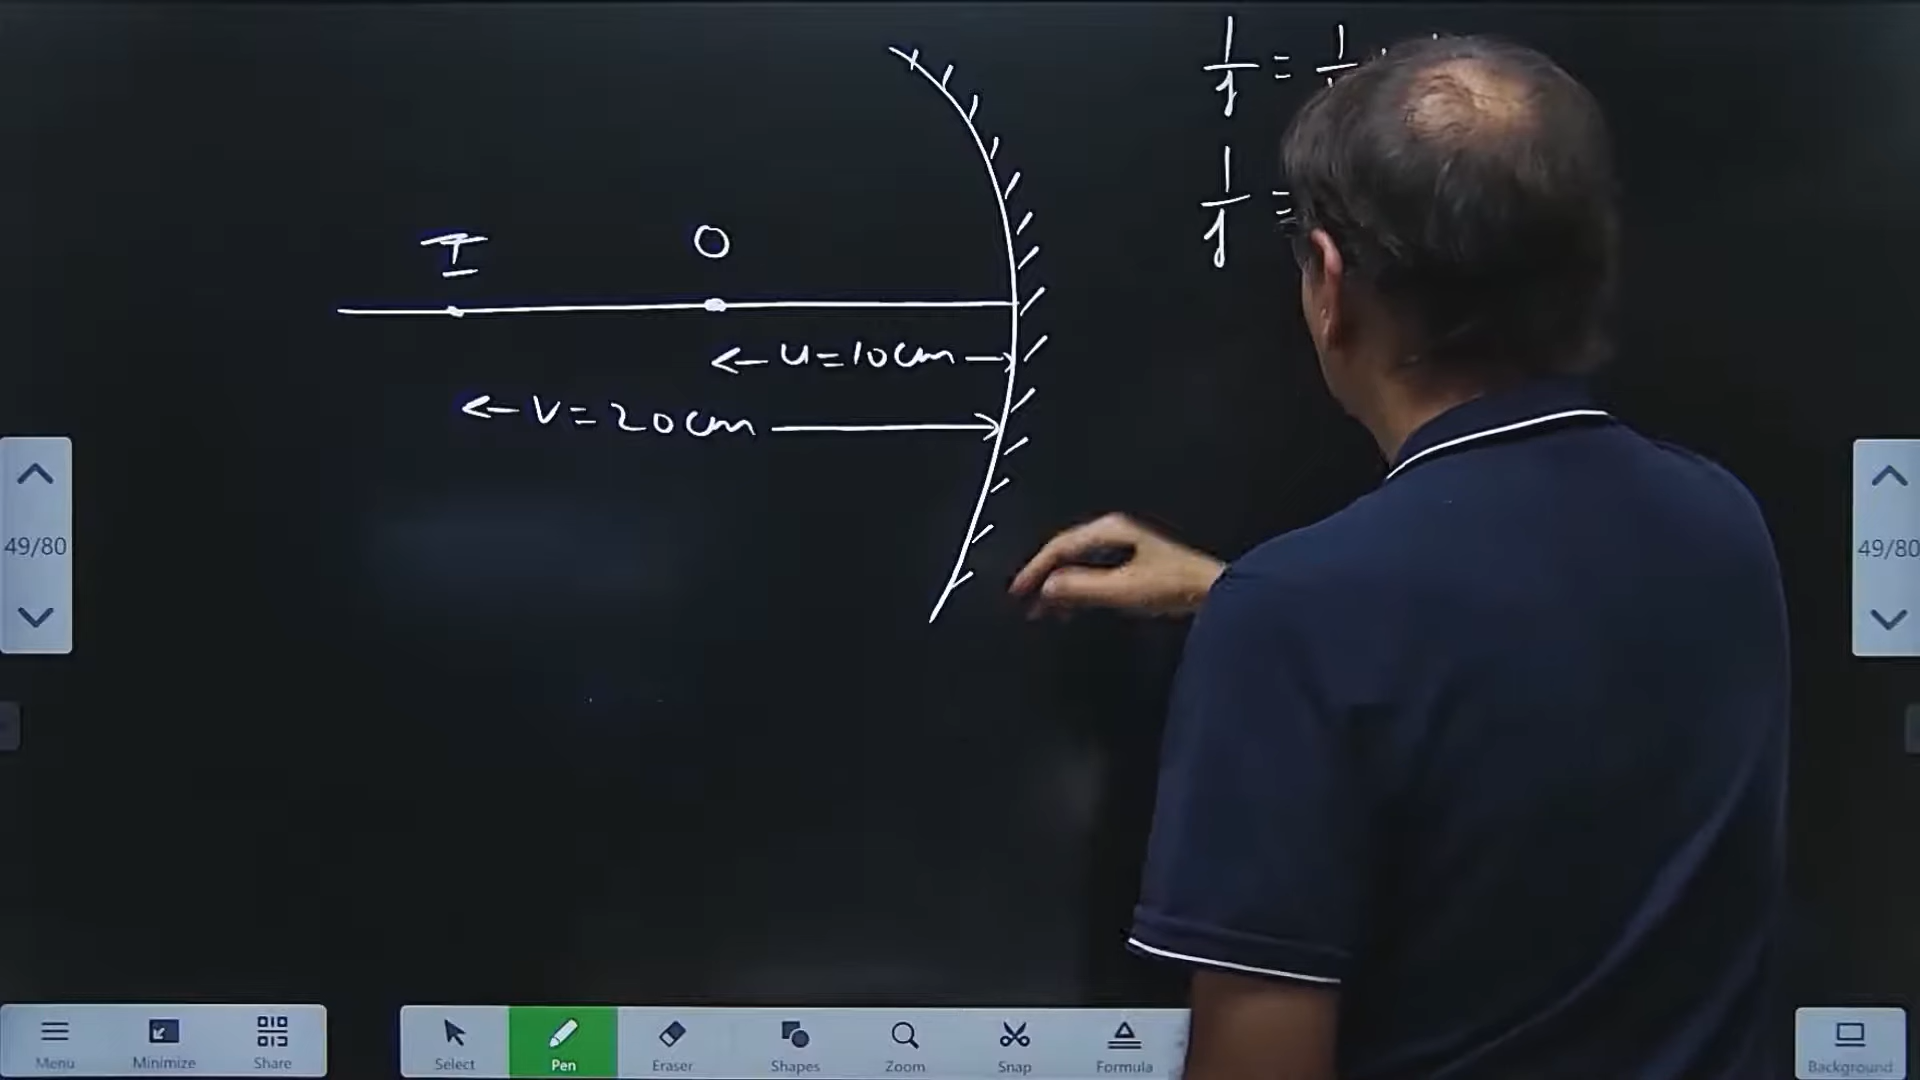 1/f = 1/
1/f =
I O
u=10cm
v=20cm
49/80 49/80
Menu Minimize Share Select Pen Eraser Shapes Zoom Snap Formula Background